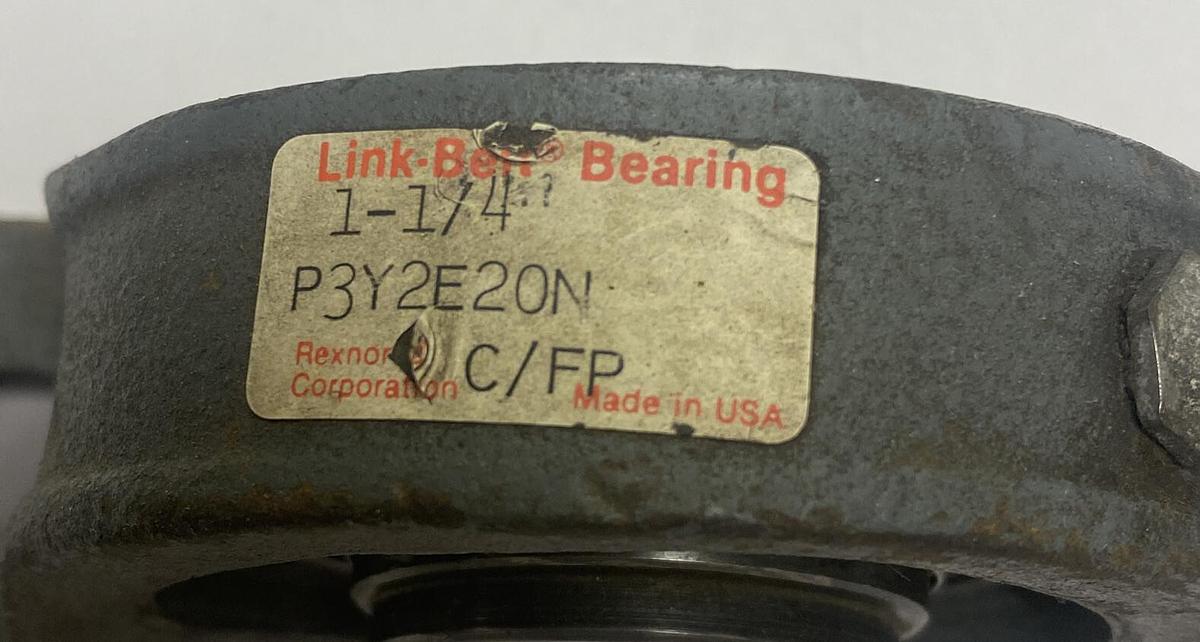 Link-Belt® Bearing
1-1/4"
P3Y2E20N
Rexnord
Corporation
C/FP
Made in USA